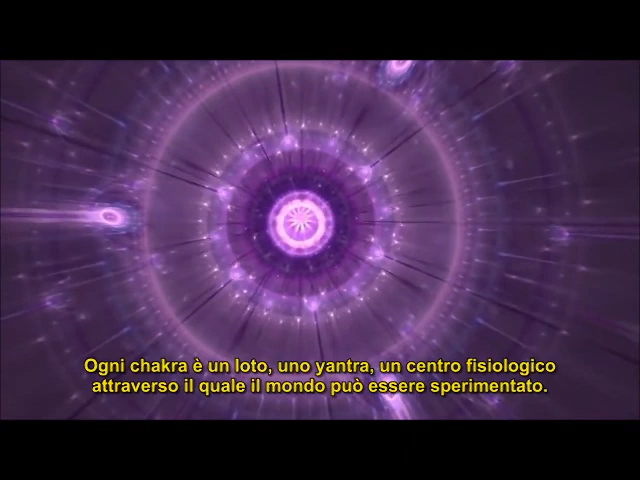 Ogni chakra è un loto, uno yantra, un centro fisiologico
attraverso il quale il mondo può essere sperimentato.